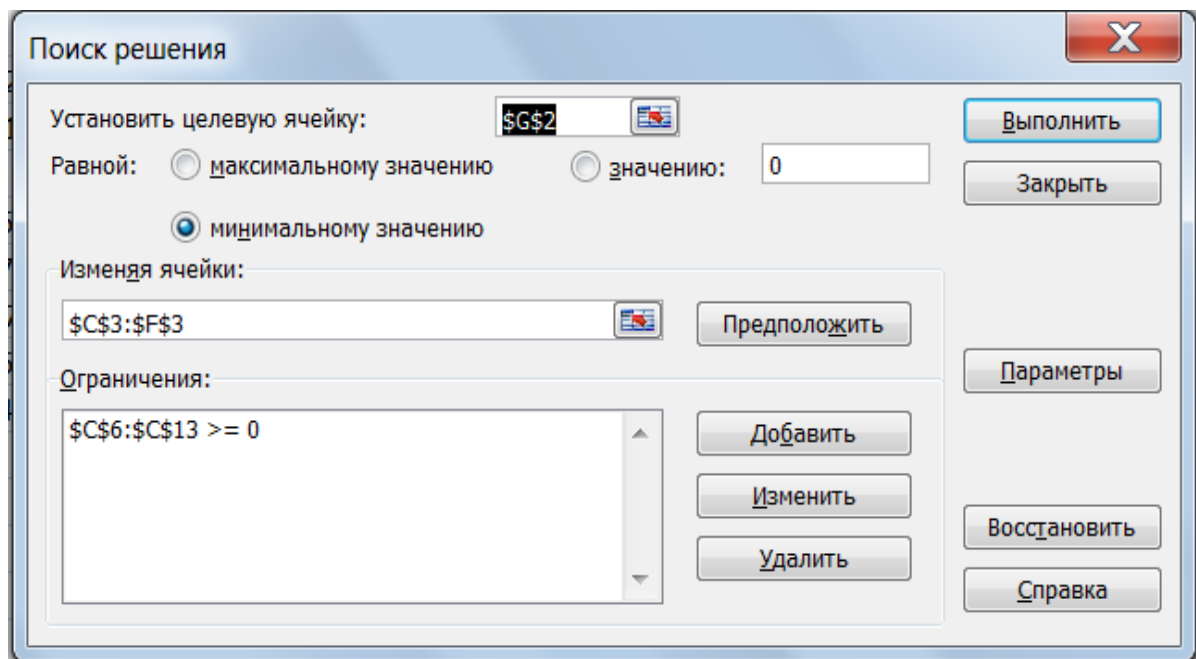 Поиск решения
Установить целевую ячейку: $G$2 Выполнить
Равной: максимальному значению значению: 0 Закрыть
минимальному значению
Изменяя ячейки:
$C$3:$F$3 Предположить
Ограничения: Параметры
$C$6:$C$13 >= 0 Добавить
Изменить
Восстановить
Удалить
Справка